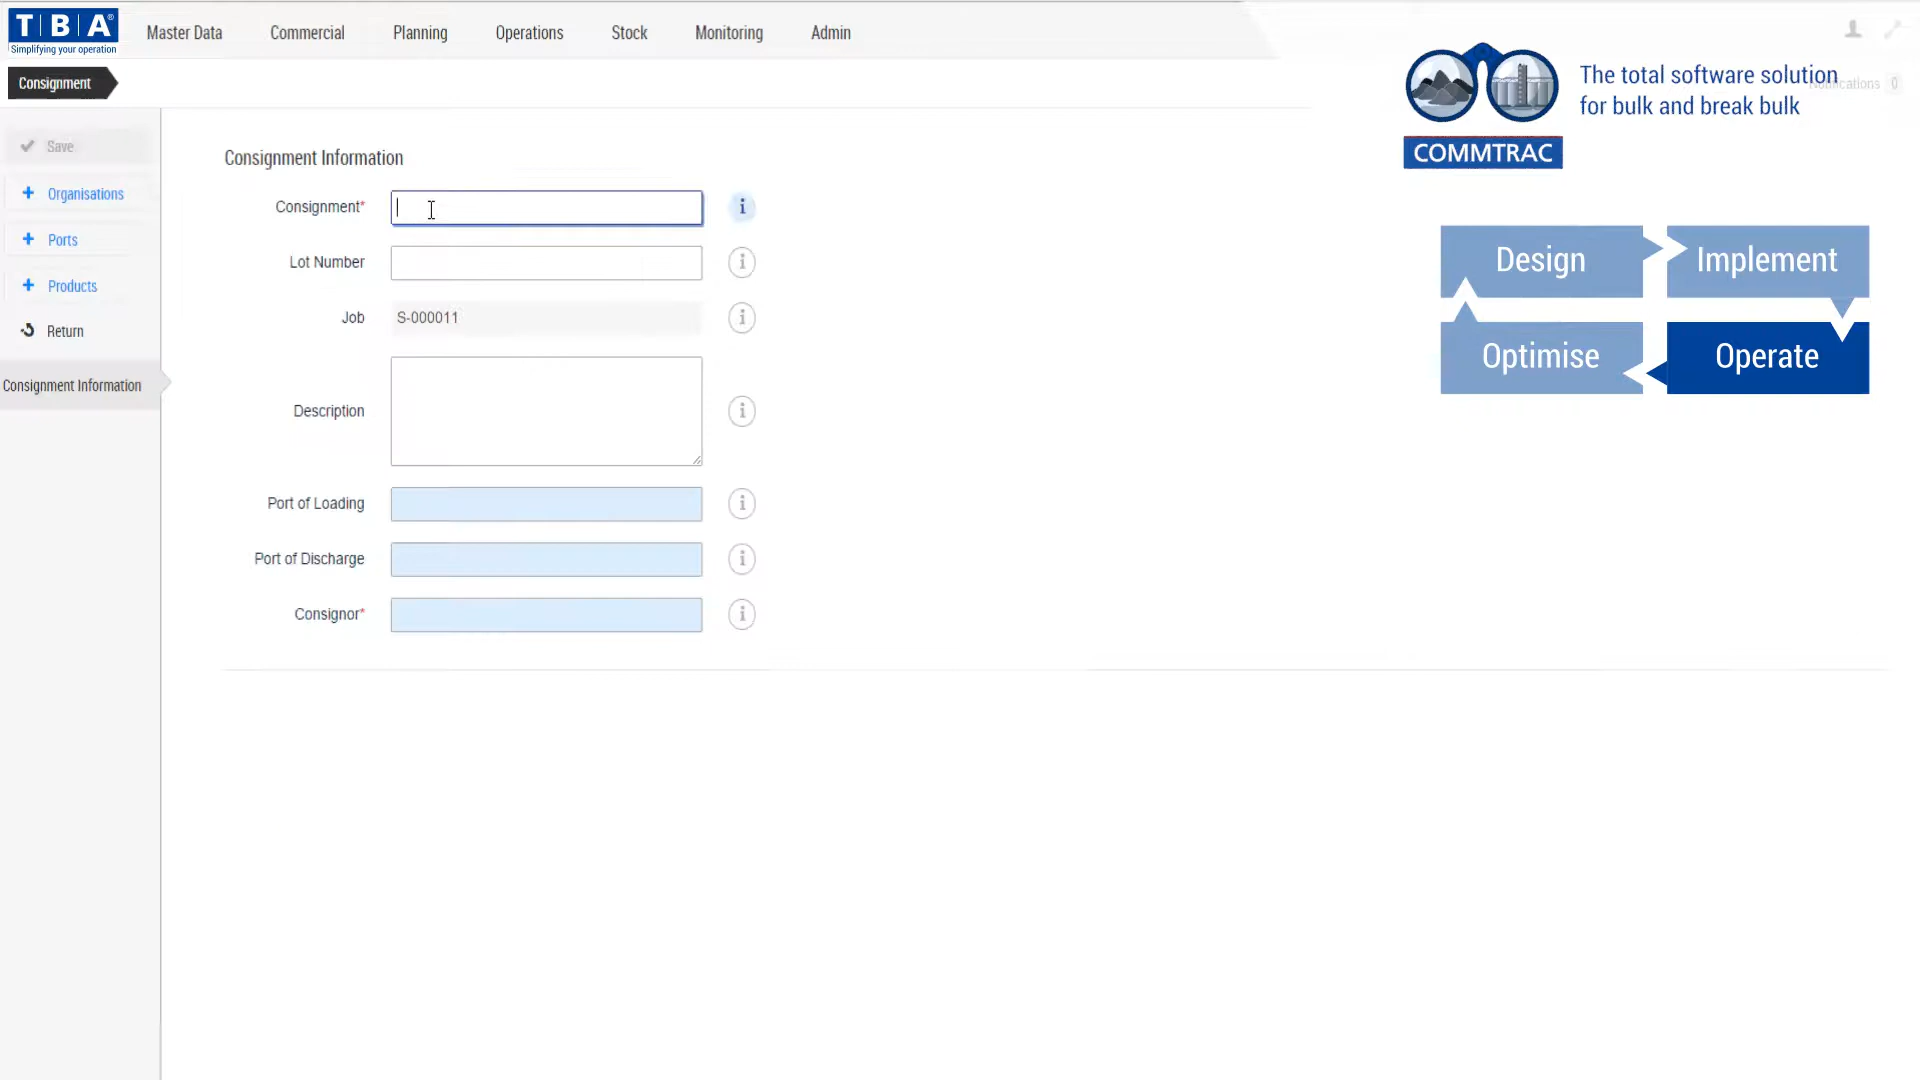 T|B|A®
Simplifying your operation
Master Data
Commercial
Planning
Operations
Stock
Monitoring
Admin
Consignment
Notifications 0
The total software solution
for bulk and break bulk
COMMTRAC
Save
Organisations
Ports
Products
Return
Consignment Information
Consignment Information
Consignment*
Lot Number
Job S-000011
Description
Port of Loading
Port of Discharge
Consignor*
Design
Implement
Optimise
Operate